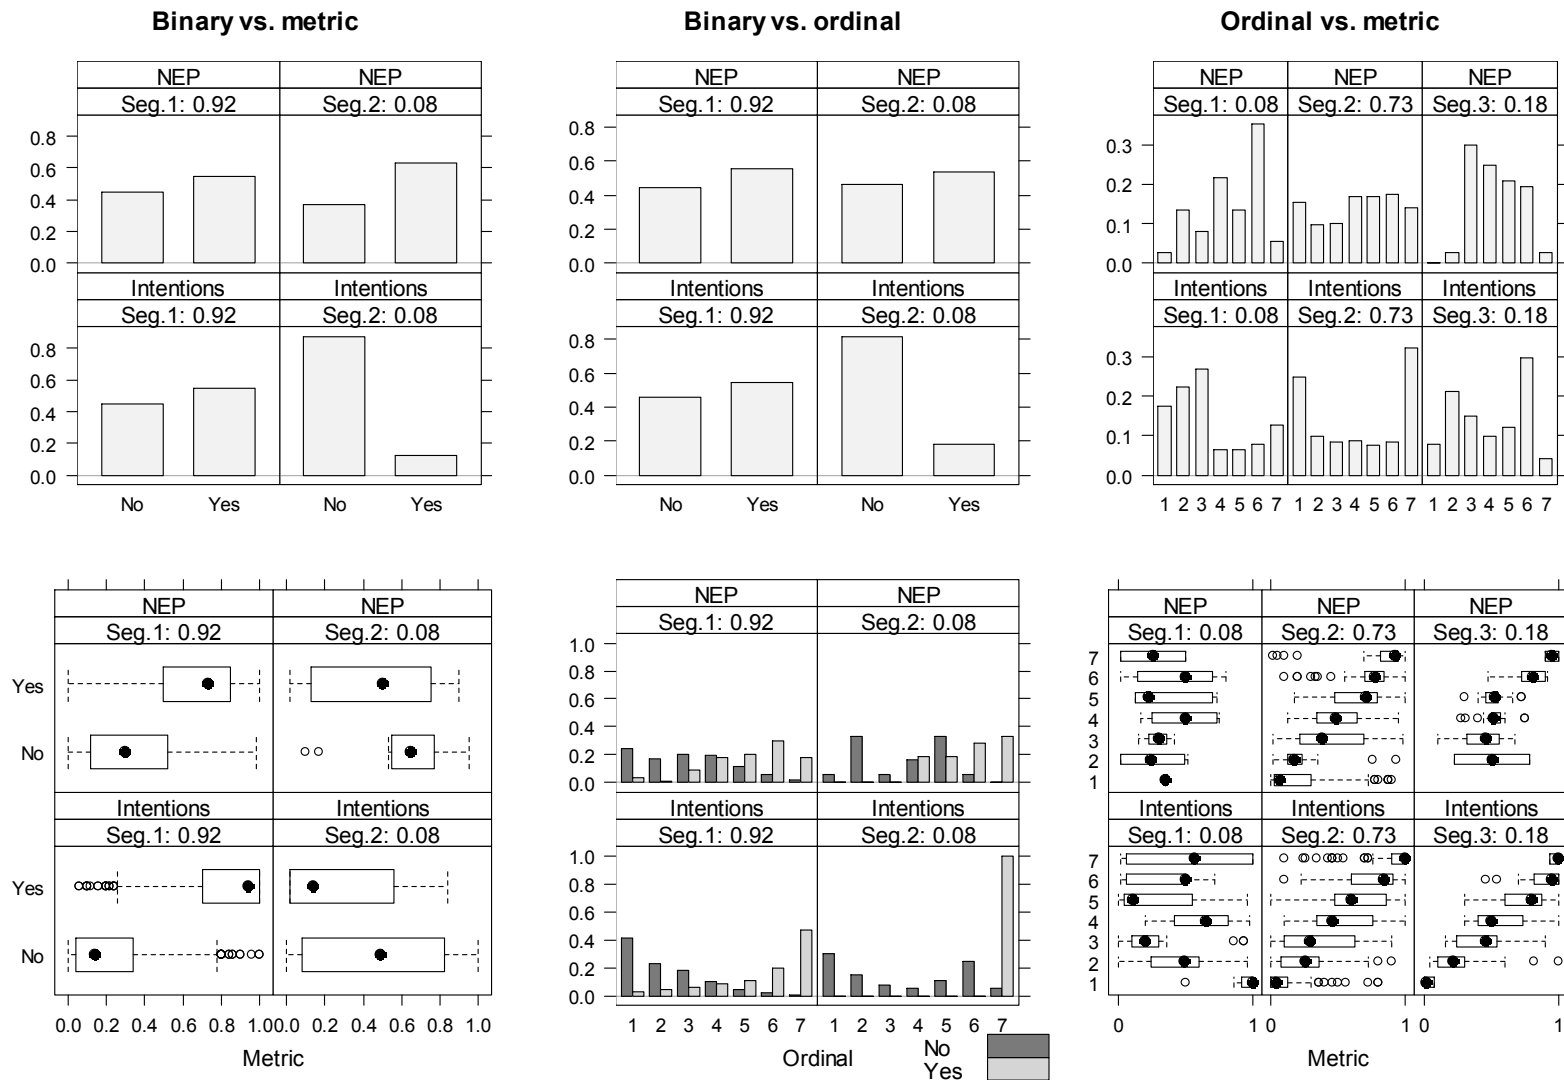 Binary vs. metric Binary vs. ordinal Ordinal vs. metric
NEP NEP NEP NEP NEP NEP NEP
Seg.1: 0.92 Seg.2: 0.08 Seg.1: 0.92 Seg.2: 0.08 Seg.1: 0.08 Seg.2: 0.73 Seg.3: 0.18
0.8 0.8 0.3
0.6 0.6 0.2
0.4 0.4 0.1
0.2 0.2 0.0
0.0 0.0
Intentions Intentions Intentions Intentions Intentions Intentions Intentions
Seg.1: 0.92 Seg.2: 0.08 Seg.1: 0.92 Seg.2: 0.08 Seg.1: 0.08 Seg.2: 0.73 Seg.3: 0.18
0.8 0.8 0.3
0.6 0.6 0.2
0.4 0.4 0.1
0.2 0.2 0.0
0.0 0.0
No Yes No Yes No Yes No Yes 1 2 3 4 5 6 7 1 2 3 4 5 6 7 1 2 3 4 5 6 7
NEP NEP NEP NEP NEP NEP NEP
Seg.1: 0.92 Seg.2: 0.08 Seg.1: 0.92 Seg.2: 0.08 Seg.1: 0.08 Seg.2: 0.73 Seg.3: 0.18
Yes 1.0 7
No 0.8 6
0.6 5
0.4 4
0.2 3
0.0 2
1
Intentions Intentions Intentions Intentions Intentions Intentions Intentions
Seg.1: 0.92 Seg.2: 0.08 Seg.1: 0.92 Seg.2: 0.08 Seg.1: 0.08 Seg.2: 0.73 Seg.3: 0.18
Yes 1.0 7
No 0.8 6
0.6 5
0.4 4
0.2 3
0.0 2
1
0.0 0.2 0.4 0.6 0.8 1.0 0.0 0.2 0.4 0.6 0.8 1.0 1 2 3 4 5 6 7 1 2 3 4 5 6 7 0 1 0 1 0 1
Metric Ordinal No Metric
Yes